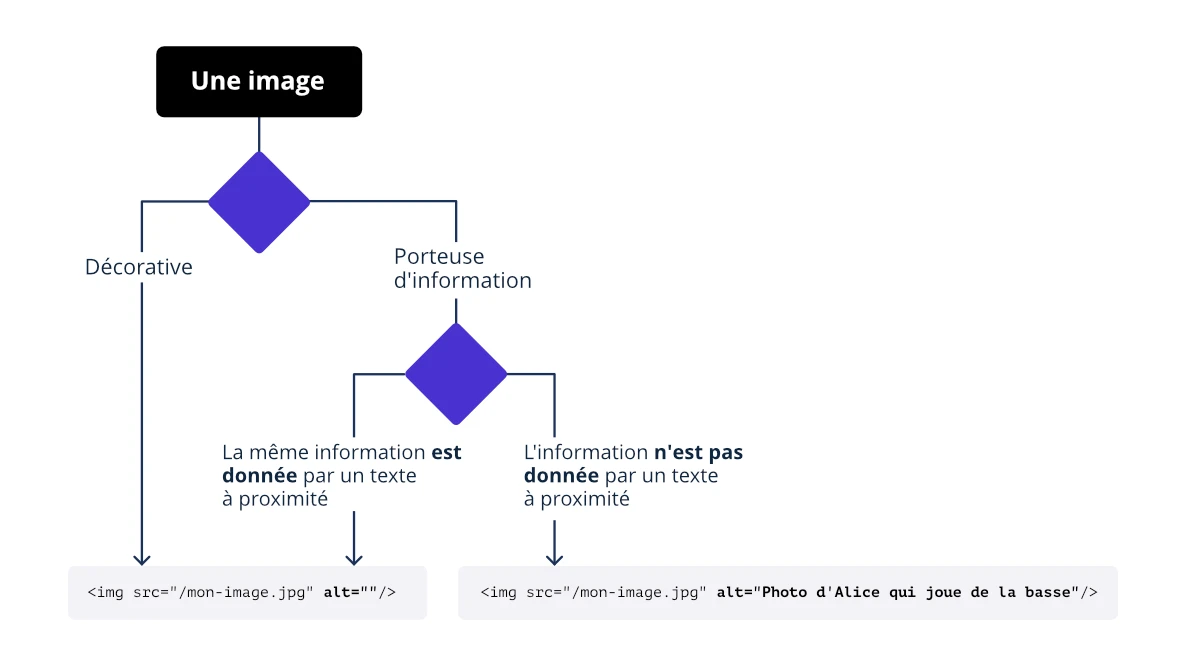 Une image
Décorative
Porteuse
d'information
La même information est
donnée par un texte
à proximité
L'information n'est pas
donnée par un texte
à proximité
<img src="/mon-image.jpg" alt=""/>
<img src="/mon-image.jpg" alt="Photo d'Alice qui joue de la basse"/>